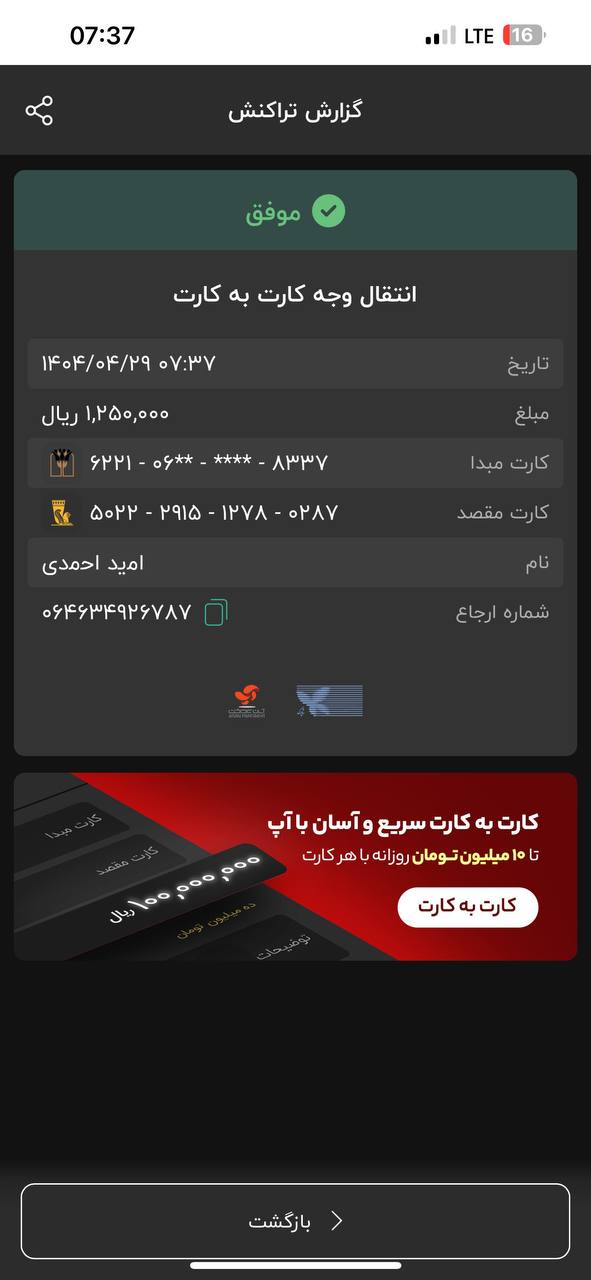 07:37
LTE 16
گزارش تراکنش
موفق
انتقال وجه کارت به کارت
تاریخ ۱۴۰۴/۰۴/۲۹ ۰۷:۳۷
مبلغ ۱,۲۵۰,۰۰۰ ریال
کارت مبدا ۶۲۲۱ - ۰۶** - **** - ۸۳۳۷
کارت مقصد ۵۰۲۲ - ۲۹۱۵ - ۱۲۷۸ - ۰۲۸۷
نام امید احمدی
شماره ارجاع ۰۶۴۶۳۴۹۲۶۷۸۷
کارت به کارت سریع و آسان با آپ
تا ۱۰ میلیون تومان روزانه با هر کارت
کارت به کارت
کارت مبدا
کارت مقصد
۱۰۰,۰۰۰,۰۰۰ ریال
ده میلیون تومان
توضیحات
بازگشت